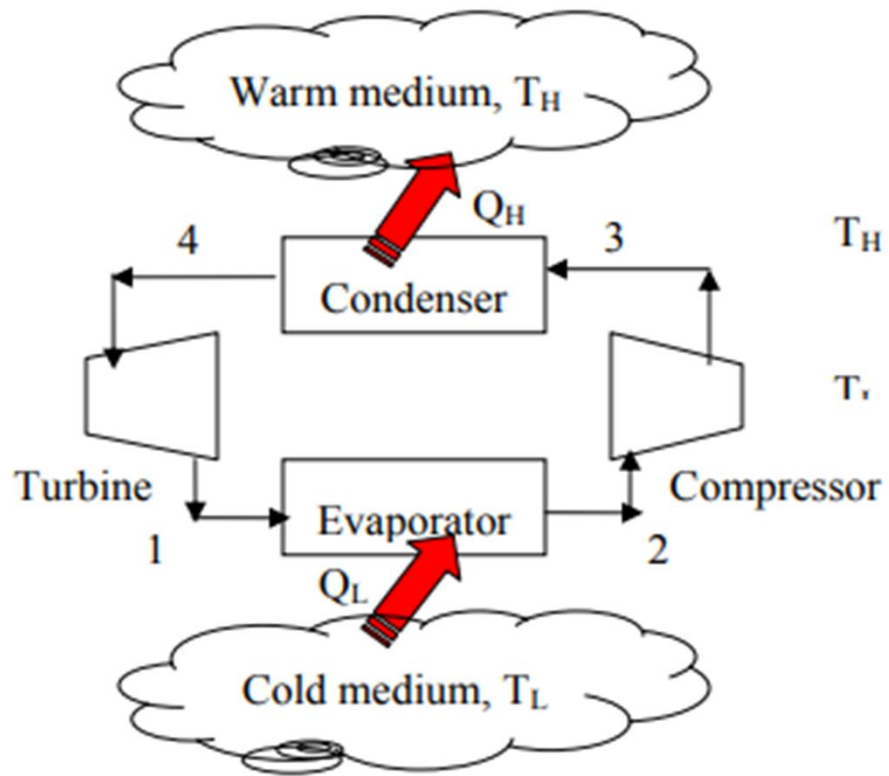 Warm medium, TH
QH
4
3
TH
Condenser
Turbine
Compressor
Evaporator
1
2
QL
Cold medium, TL